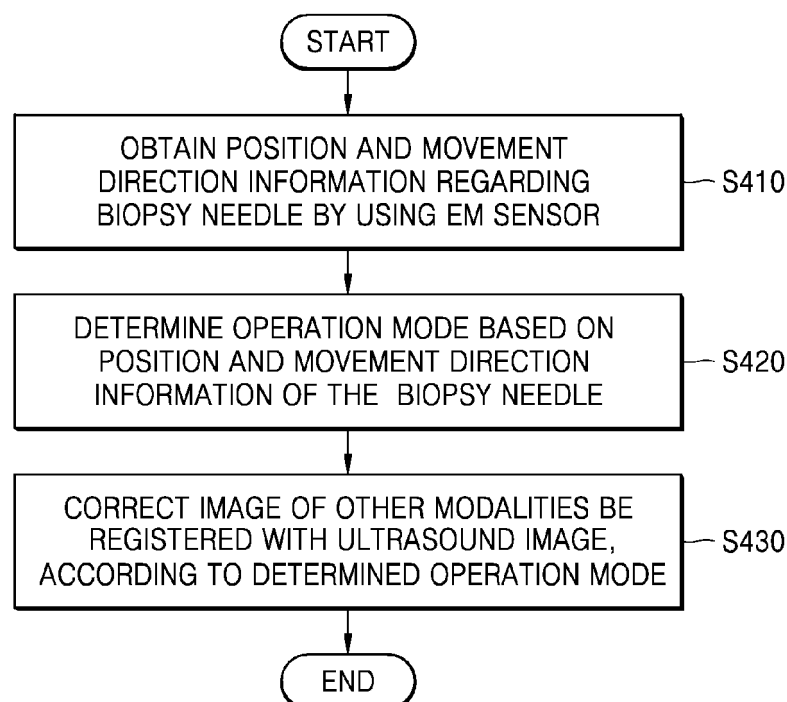 START
OBTAIN POSITION AND MOVEMENT
DIRECTION INFORMATION REGARDING
BIOPSY NEEDLE BY USING EM SENSOR
S410
DETERMINE OPERATION MODE BASED ON
POSITION AND MOVEMENT DIRECTION
INFORMATION OF THE BIOPSY NEEDLE
S420
CORRECT IMAGE OF OTHER MODALITIES BE
REGISTERED WITH ULTRASOUND IMAGE,
ACCORDING TO DETERMINED OPERATION MODE
S430
END